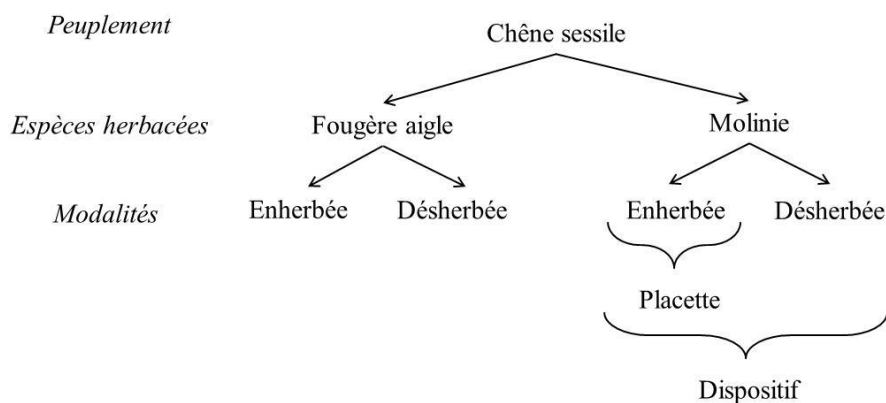 Peuplement
Chêne sessile
Espèces herbacées
Fougère aigle
Molinie
Modalités
Enherbée
Désherbée
Enherbée
Désherbée
Placette
Dispositif